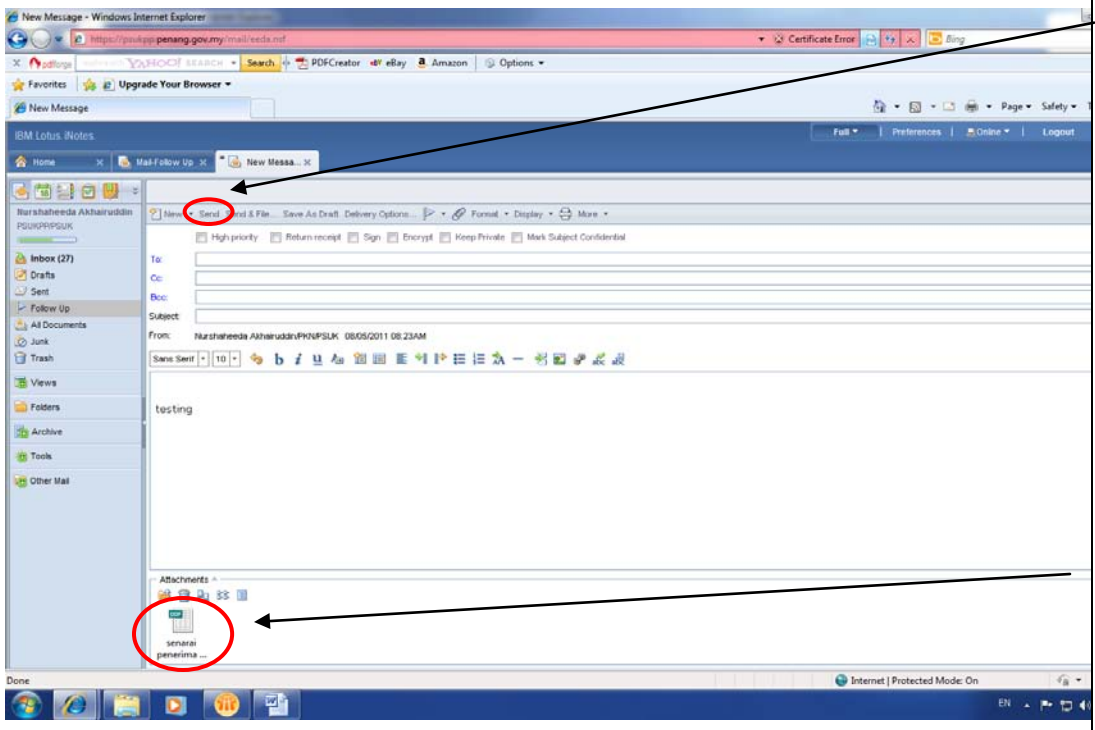 New Message - Windows Internet Explorer
https://psukpp.penang.gov.my/mail/eeda.nsf
Certificate Error
Bing
pdfforge
YAHOO! SEARCH
Search
PDFCreator
eBay
Amazon
Options
Favorites
Upgrade Your Browser
New Message
Page
Safety
IBM Lotus iNotes.
Full
Preferences
Online
Logout
Home
Mail-Follow Up
New Messa...
Nurshaheeda Akhairuddin
PSUKPP/PSUK
New
Send
Send & File...
Save As Draft
Delivery Options...
Format
Display
More
High priority
Return receipt
Sign
Encrypt
Keep Private
Mark Subject Confidential
Inbox (27)
Drafts
Sent
Follow Up
All Documents
Junk
Trash
Views
Folders
Archive
Tools
Other Mail
To:
Cc:
Bcc:
Subject:
From: Nurshaheeda Akhairuddin/PKN/PSUK 08/05/2011 08:23AM
Sans Serif
10
testing
Attachments
senarai
penerima ...
Done
Internet | Protected Mode: On
EN